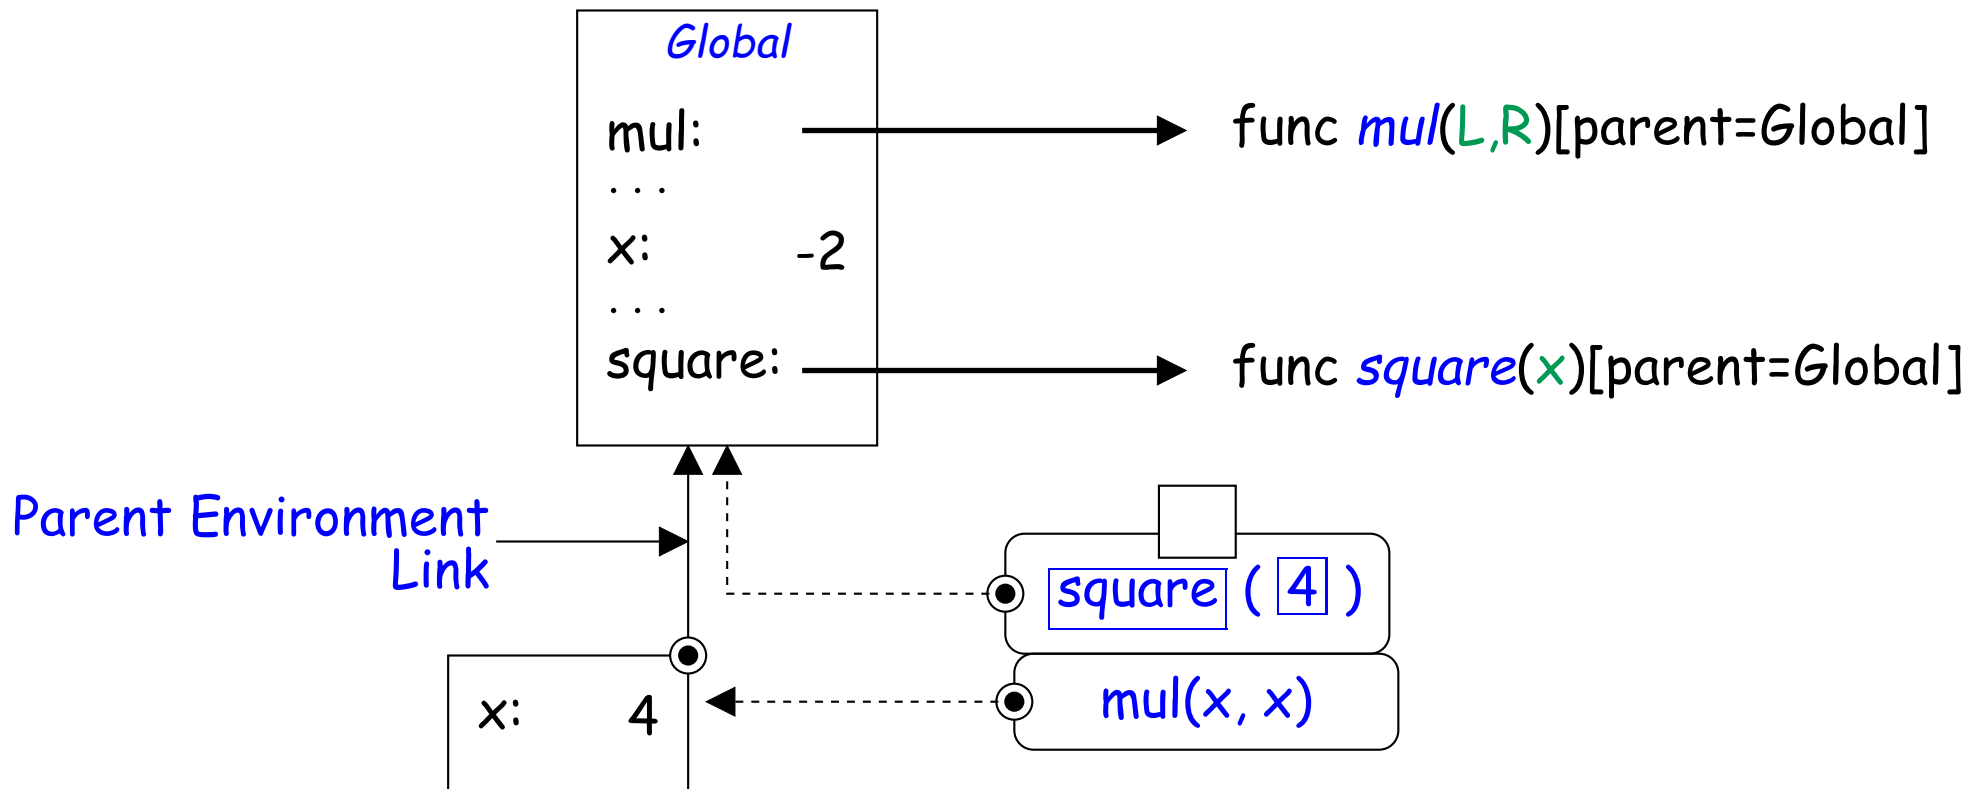 Global
mul:
func mul(L,R)[parent=Global]
. . .
x: -2
. . .
square:
func square(x)[parent=Global]
Parent Environment
Link
square ( 4 )
x: 4
mul(x, x)